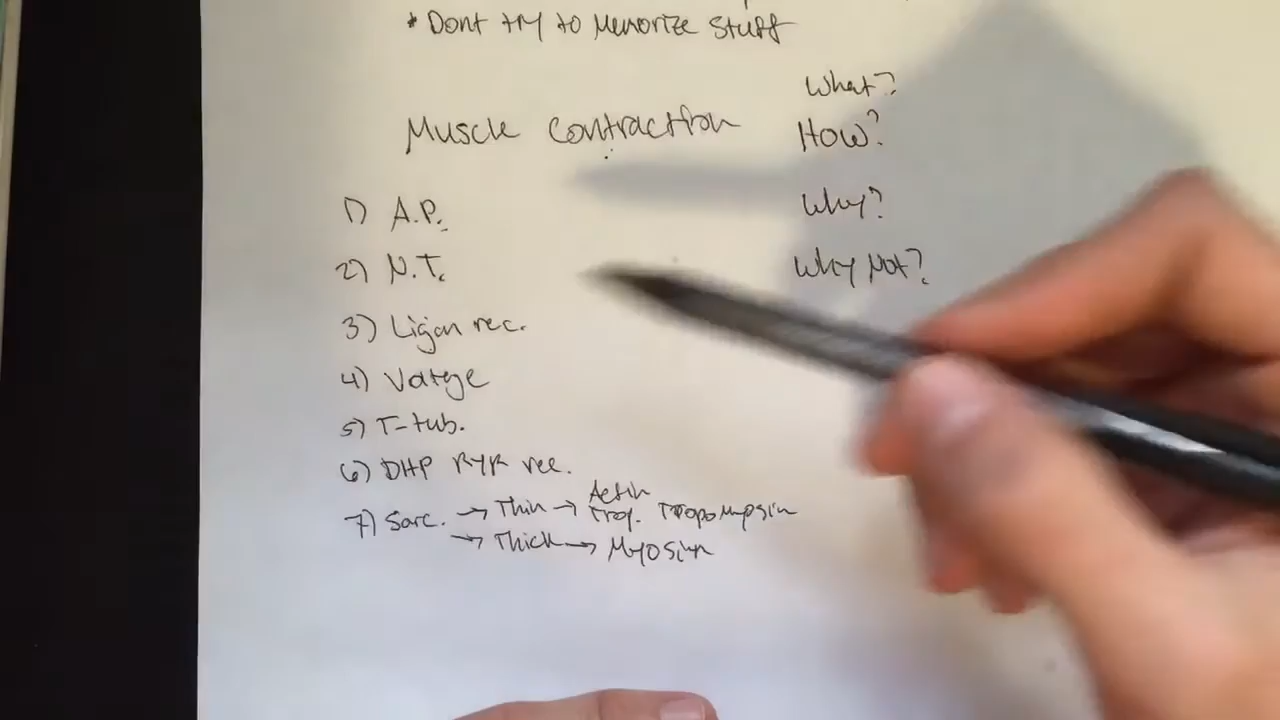 * Dont try to Memorize stuff
What?
Muscle Contraction
How?
1) A.P.
Why?
2) N.T.
Why Not?
3) Ligan rec.
4) Voltge
5) T-tub.
6) DHP RYR rec.
7) Sarc. → Thin → Actin
Trop. Tropomyosin
→ Thick → Myosin